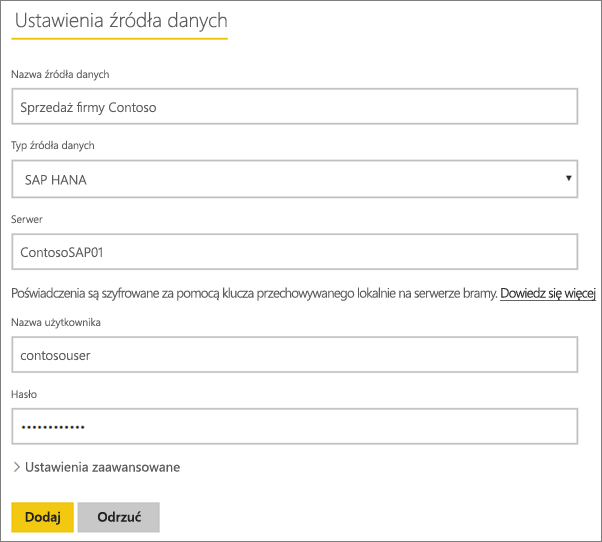 Ustawienia źródła danych
Nazwa źródła danych
Sprzedaż firmy Contoso
Typ źródła danych
SAP HANA
Serwer
ContosoSAP01
Poświadczenia są szyfrowane za pomocą klucza przechowywanego lokalnie na serwerze bramy. Dowiedz się więcej
Nazwa użytkownika
contosouser
Hasło
••••••••••••
Ustawienia zaawansowane
Dodaj Odrzuć